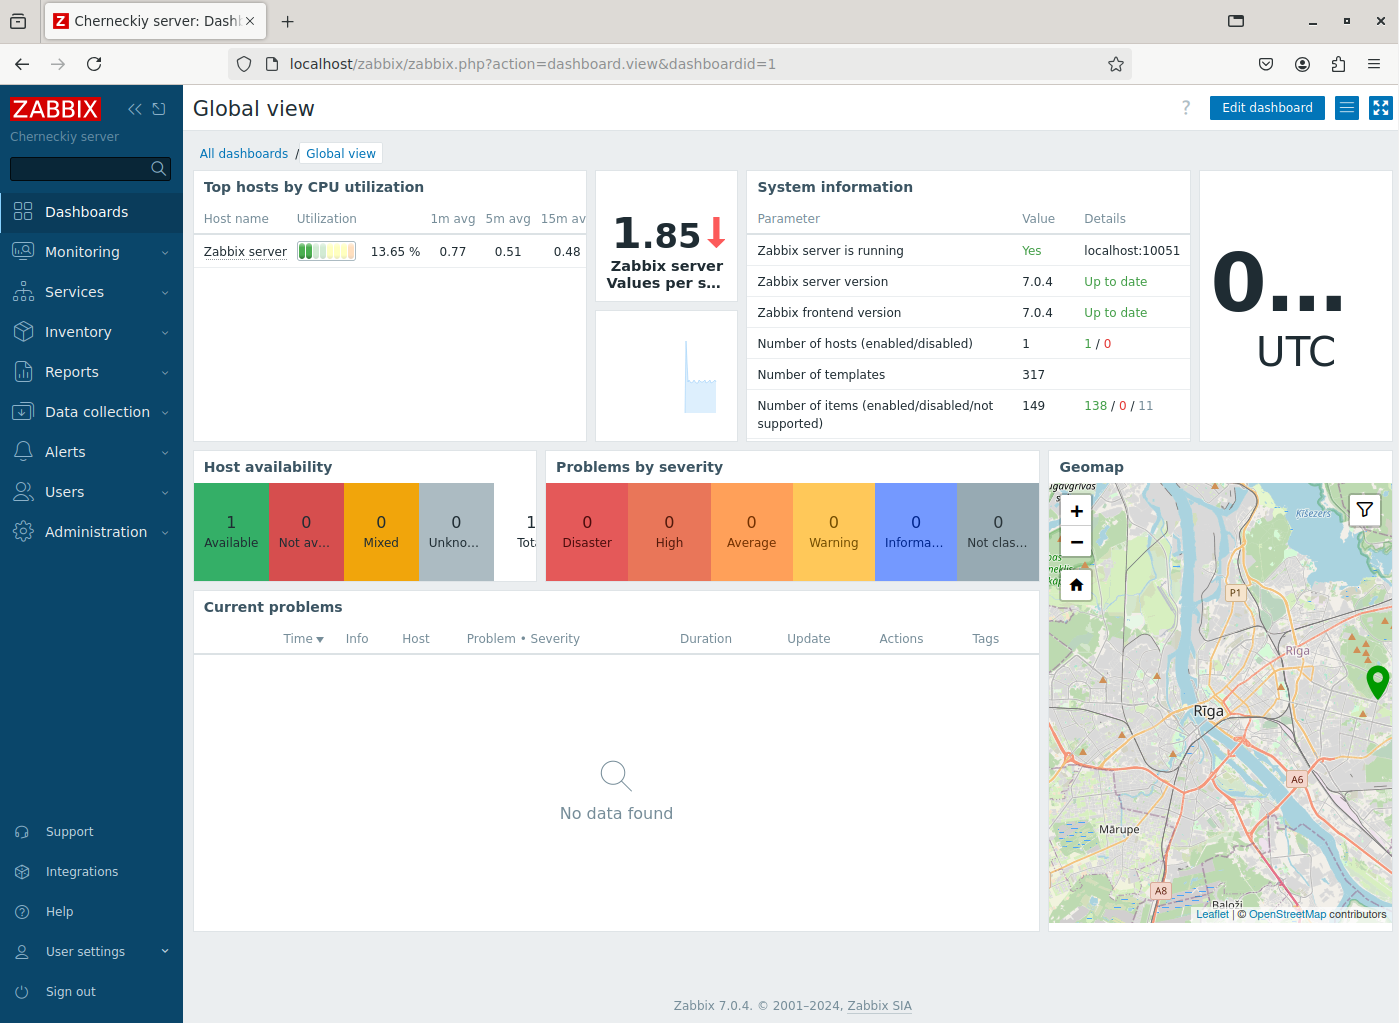 Cherneckiy server: Dash
localhost/zabbix/zabbix.php?action=dashboard.view&dashboardid=1
ZABBIX
Cherneckiy server
Dashboards
Monitoring
Services
Inventory
Reports
Data collection
Alerts
Users
Administration
Support
Integrations
Help
User settings
Sign out
Global view
? Edit dashboard
All dashboards / Global view
Top hosts by CPU utilization
Host name Utilization 1m avg 5m avg 15m av
Zabbix server 13.65 % 0.77 0.51 0.48
1.85
Zabbix server
Values per s...
System information
Parameter Value Details
Zabbix server is running Yes localhost:10051
Zabbix server version 7.0.4 Up to date
Zabbix frontend version 7.0.4 Up to date
Number of hosts (enabled/disabled) 1 1 / 0
Number of templates 317
Number of items (enabled/disabled/not supported) 149 138 / 0 / 11
0...
UTC
Host availability
1 0 0 0 1
Available Not av... Mixed Unkno... Tot
Problems by severity
0 0 0 0 0 0
Disaster High Average Warning Informa... Not clas...
Current problems
Time Info Host Problem • Severity Duration Update Actions Tags
No data found
Geomap
+
−
Ķīšezers
P1
Rīga
Rīga
A6
Mārupe
A8
Baloži
Leaflet | © OpenStreetMap contributors
Zabbix 7.0.4. © 2001–2024, Zabbix SIA